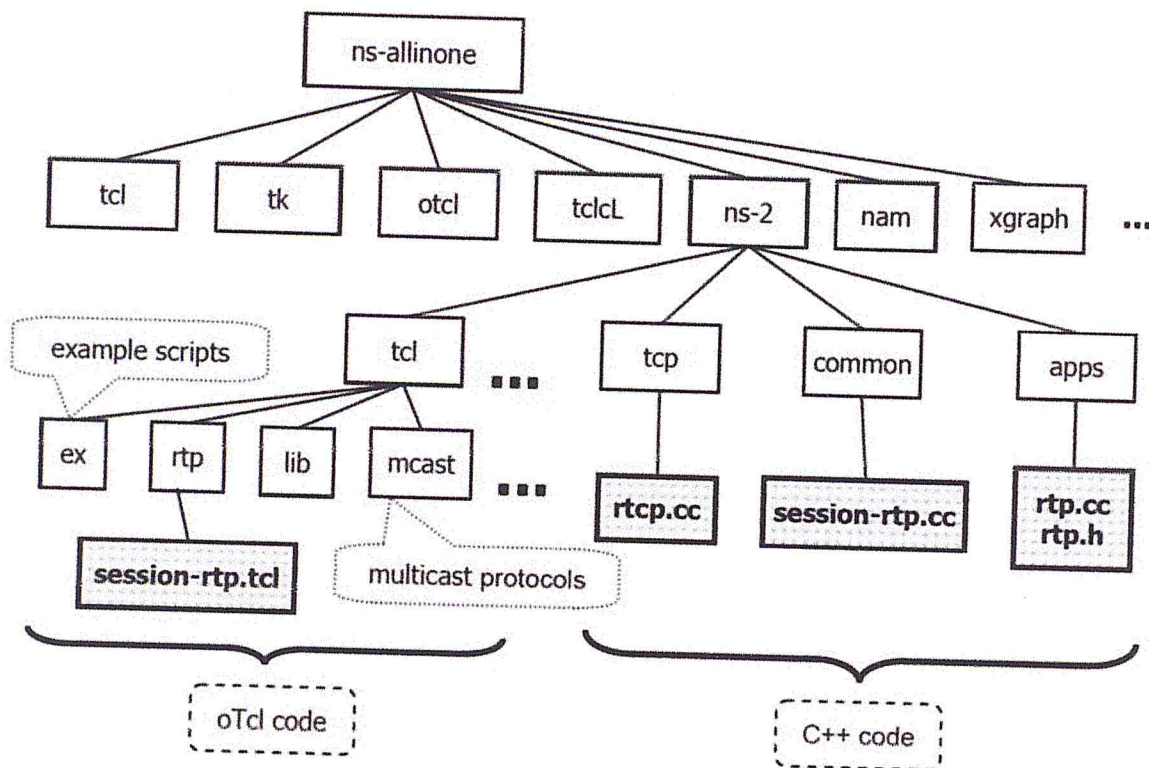 ns-allinone
tcl
tk
otcl
tclcL
ns-2
nam
xgraph
...
example scripts
tcl
...
tcp
common
apps
ex
rtp
lib
mcast
...
rtcp.cc
session-rtp.cc
rtp.cc
rtp.h
session-rtp.tcl
multicast protocols
oTcl code
C++ code